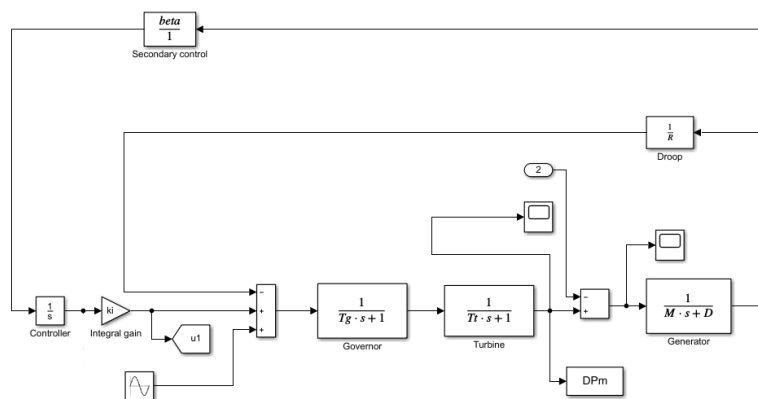 beta
1
Secondary control
1
R
Droop
2
−
+
+
1
s
Controller
ki
Integral gain
u1
1
Tg · s + 1
Governor
1
Tt · s + 1
Turbine
−
+
1
M · s + D
Generator
DPm